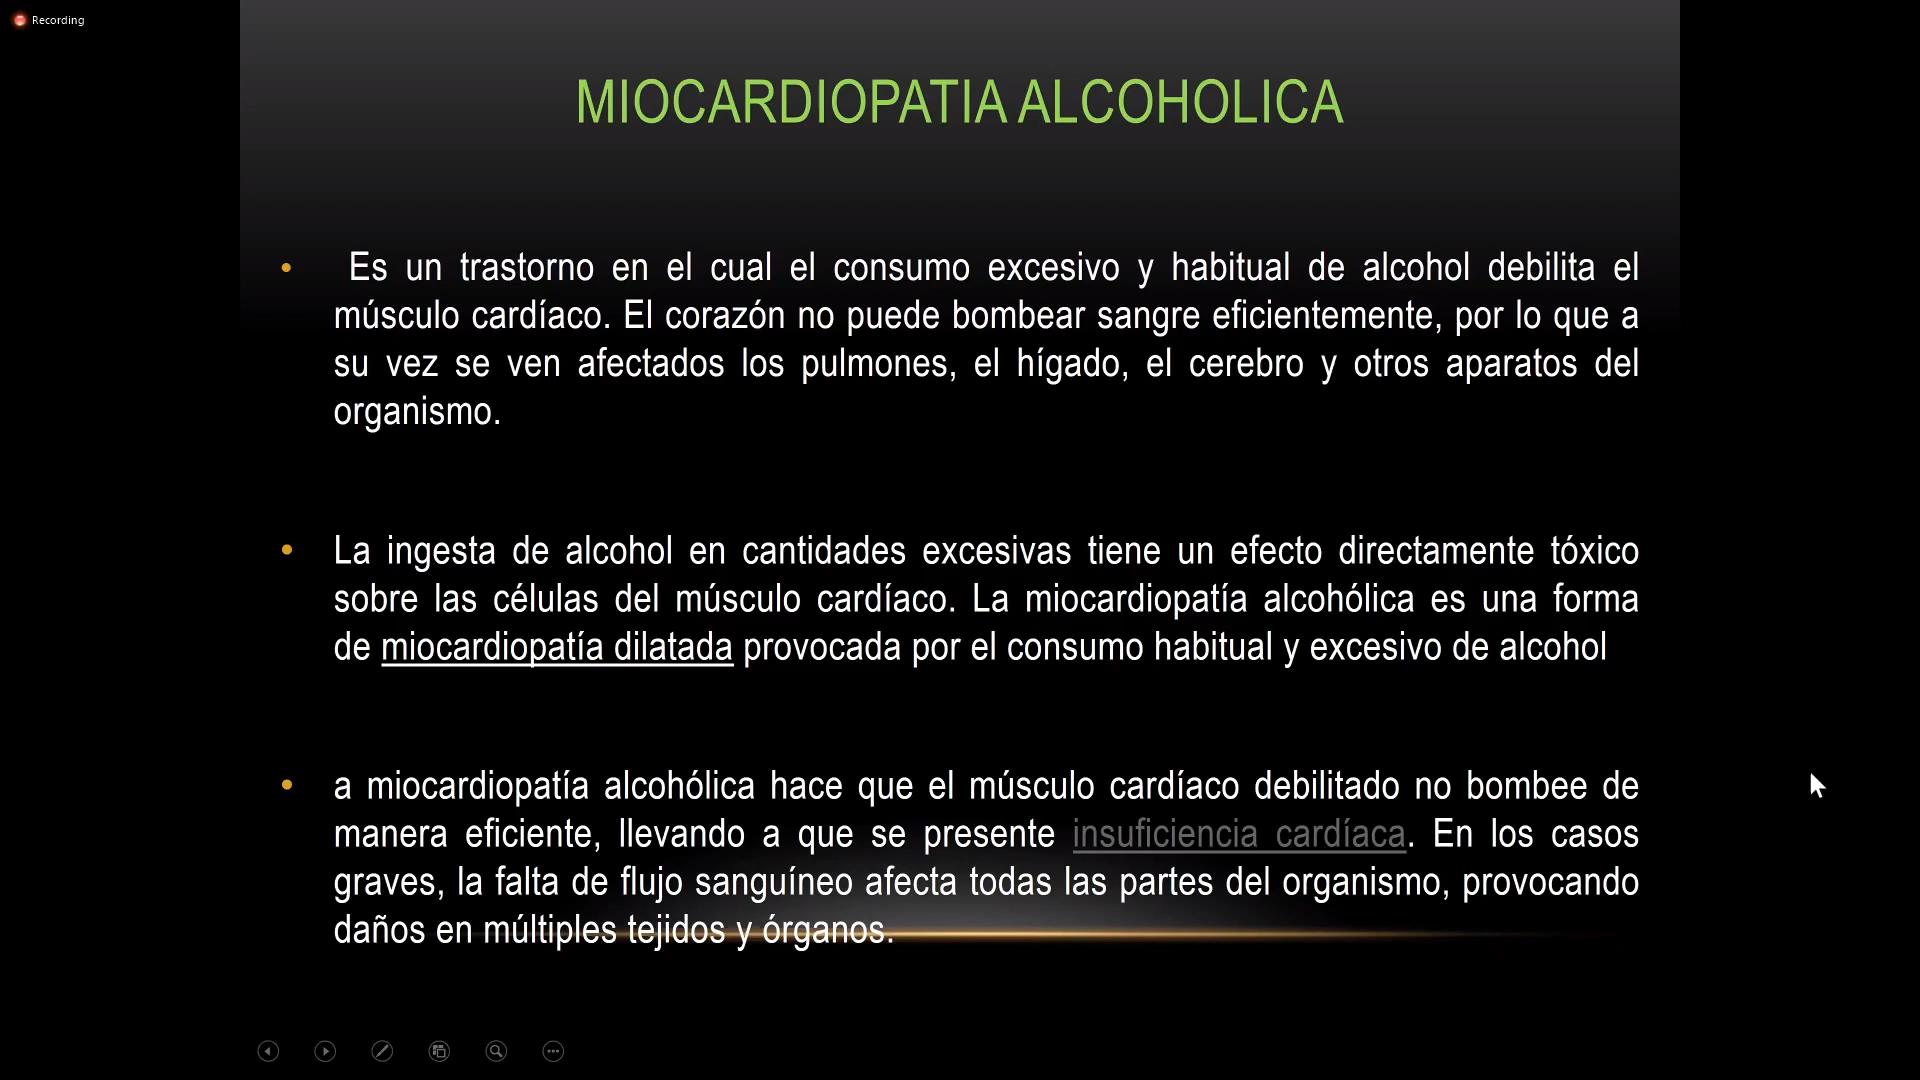 Recording
MIOCARDIOPATIA ALCOHOLICA
• Es un trastorno en el cual el consumo excesivo y habitual de alcohol debilita el
músculo cardíaco. El corazón no puede bombear sangre eficientemente, por lo que a
su vez se ven afectados los pulmones, el hígado, el cerebro y otros aparatos del
organismo.
• La ingesta de alcohol en cantidades excesivas tiene un efecto directamente tóxico
sobre las células del músculo cardíaco. La miocardiopatía alcohólica es una forma
de miocardiopatía dilatada provocada por el consumo habitual y excesivo de alcohol
• a miocardiopatía alcohólica hace que el músculo cardíaco debilitado no bombee de
manera eficiente, llevando a que se presente insuficiencia cardíaca. En los casos
graves, la falta de flujo sanguíneo afecta todas las partes del organismo, provocando
daños en múltiples tejidos y órganos.